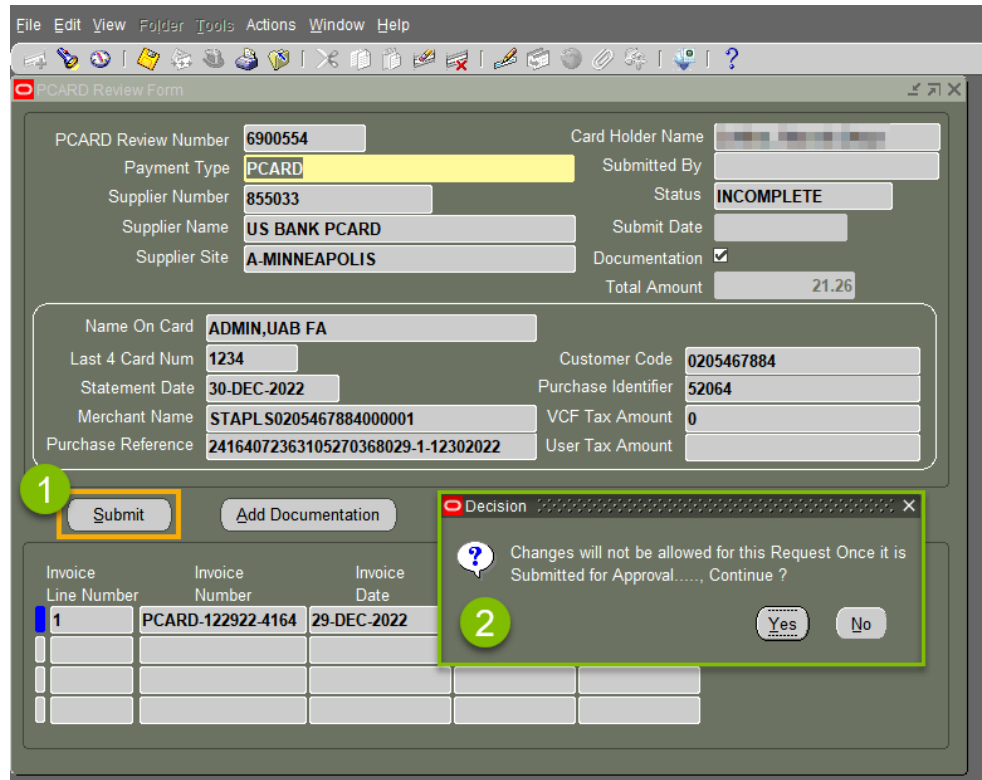 File Edit View Folder Tools Actions Window Help
PCARD Review Form
PCARD Review Number 6900554
Card Holder Name
Payment Type PCARD
Submitted By
Supplier Number 855033
Status INCOMPLETE
Supplier Name US BANK PCARD
Submit Date
Supplier Site A-MINNEAPOLIS
Documentation
Total Amount 21.26
Name On Card ADMIN,UAB FA
Last 4 Card Num 1234
Customer Code 0205467884
Statement Date 30-DEC-2022
Purchase Identifier 52064
Merchant Name STAPLS0205467884000001
VCF Tax Amount 0
Purchase Reference 24164072363105270368029-1-12302022
User Tax Amount
1
Submit
Add Documentation
Decision
Changes will not be allowed for this Request Once it is
Submitted for Approval....., Continue ?
2
Yes
No
Invoice Invoice Invoice
Line Number Number Date
1 PCARD-122922-4164 29-DEC-2022